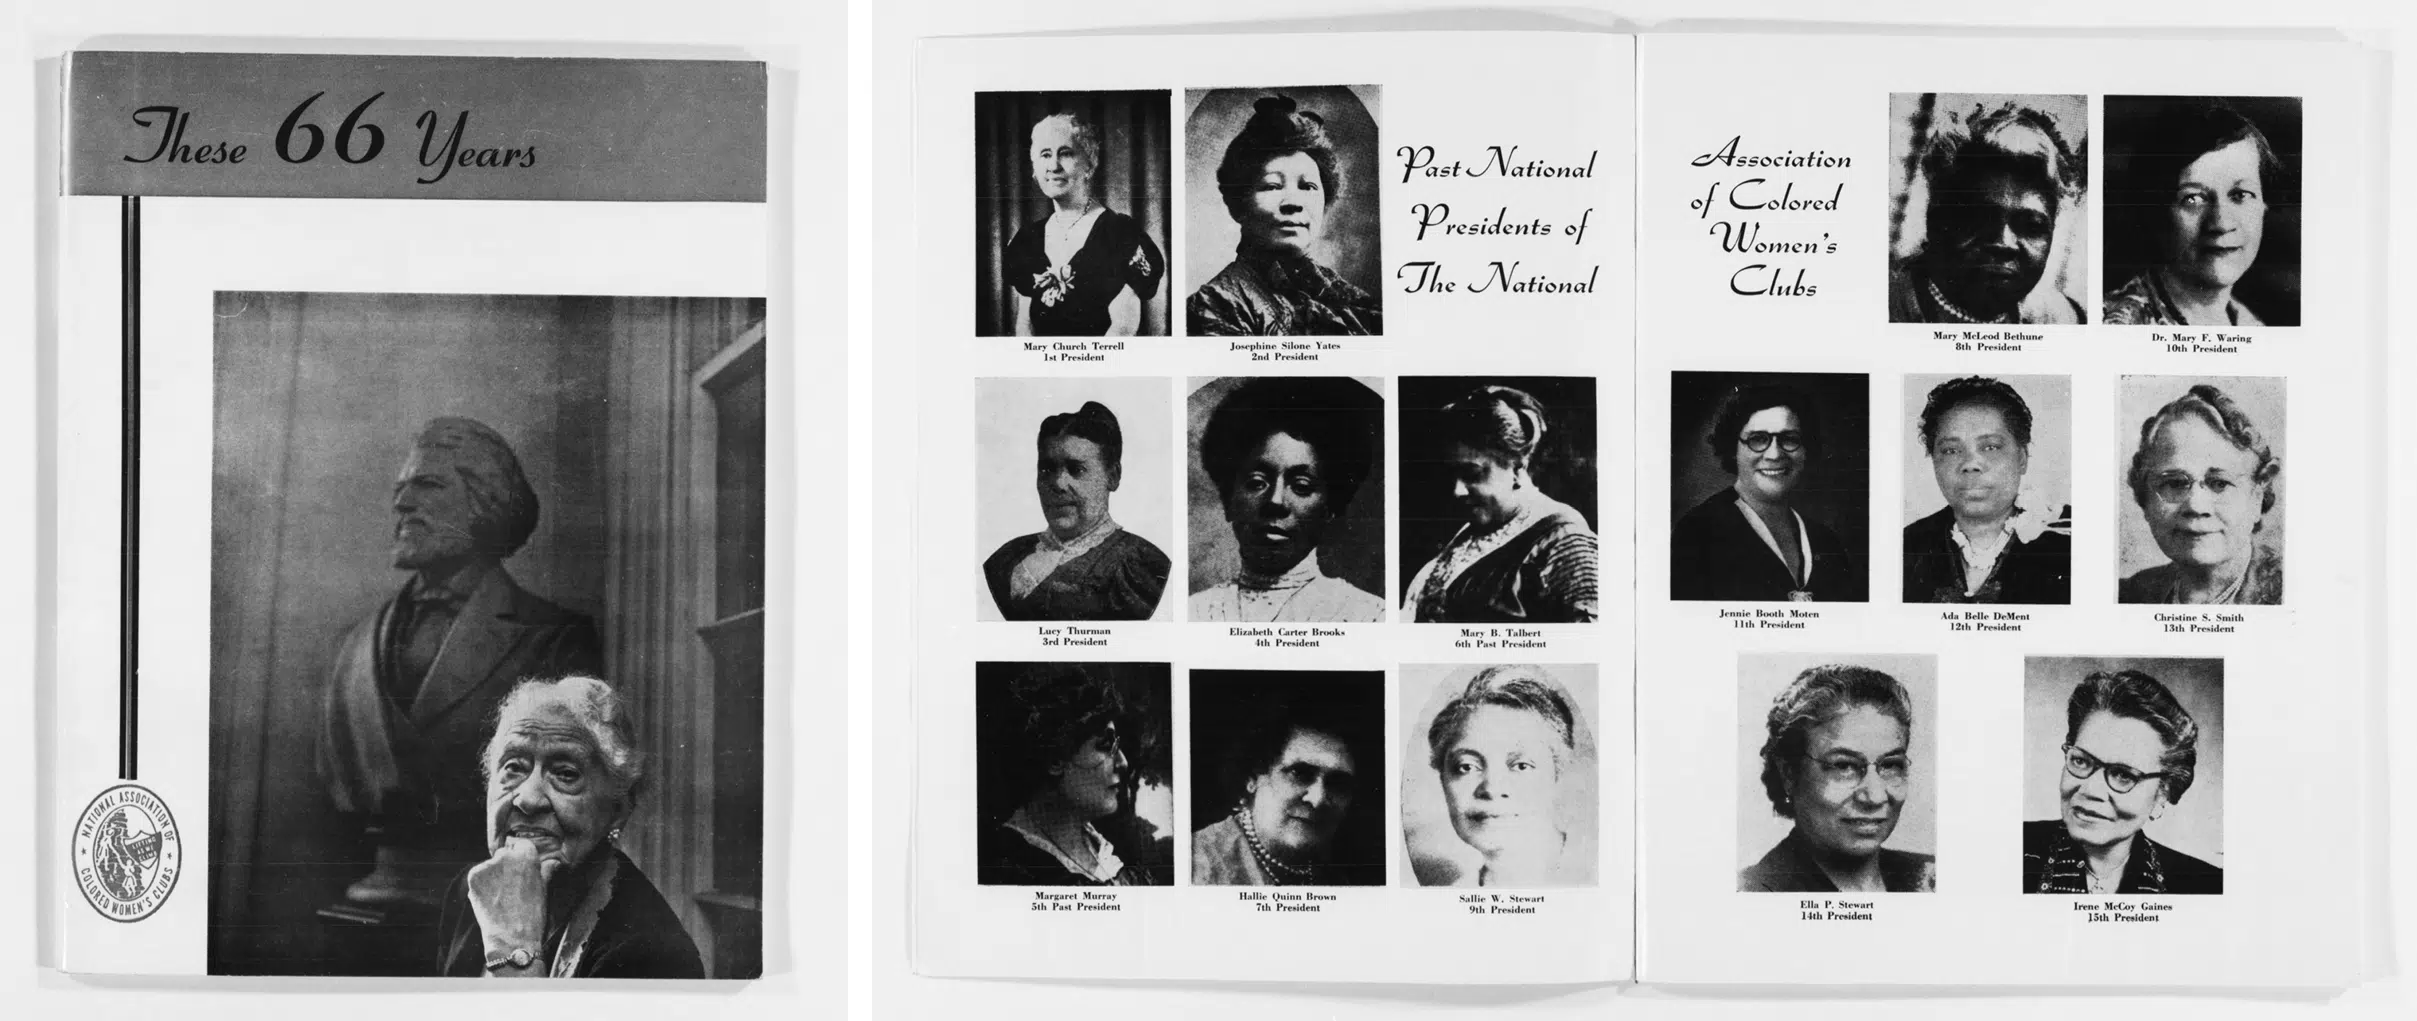 These 66 Years
NATIONAL ASSOCIATION OF
COLORED WOMEN'S CLUBS
LIFTING
AS WE
CLIMB
Past National
Presidents of
The National
Mary Church Terrell
1st President
Josephine Silone Yates
2nd President
Lucy Thurman
3rd President
Elizabeth Carter Brooks
4th President
Mary B. Talbert
6th Past President
Margaret Murray
5th Past President
Hallie Quinn Brown
7th President
Sallie W. Stewart
9th President
Association
of Colored
Women's
Clubs
Mary McLeod Bethune
8th President
Dr. Mary F. Waring
10th President
Jennie Booth Moten
11th President
Ada Belle DeMent
12th President
Christine S. Smith
13th President
Ella P. Stewart
14th President
Irene McCoy Gaines
15th President